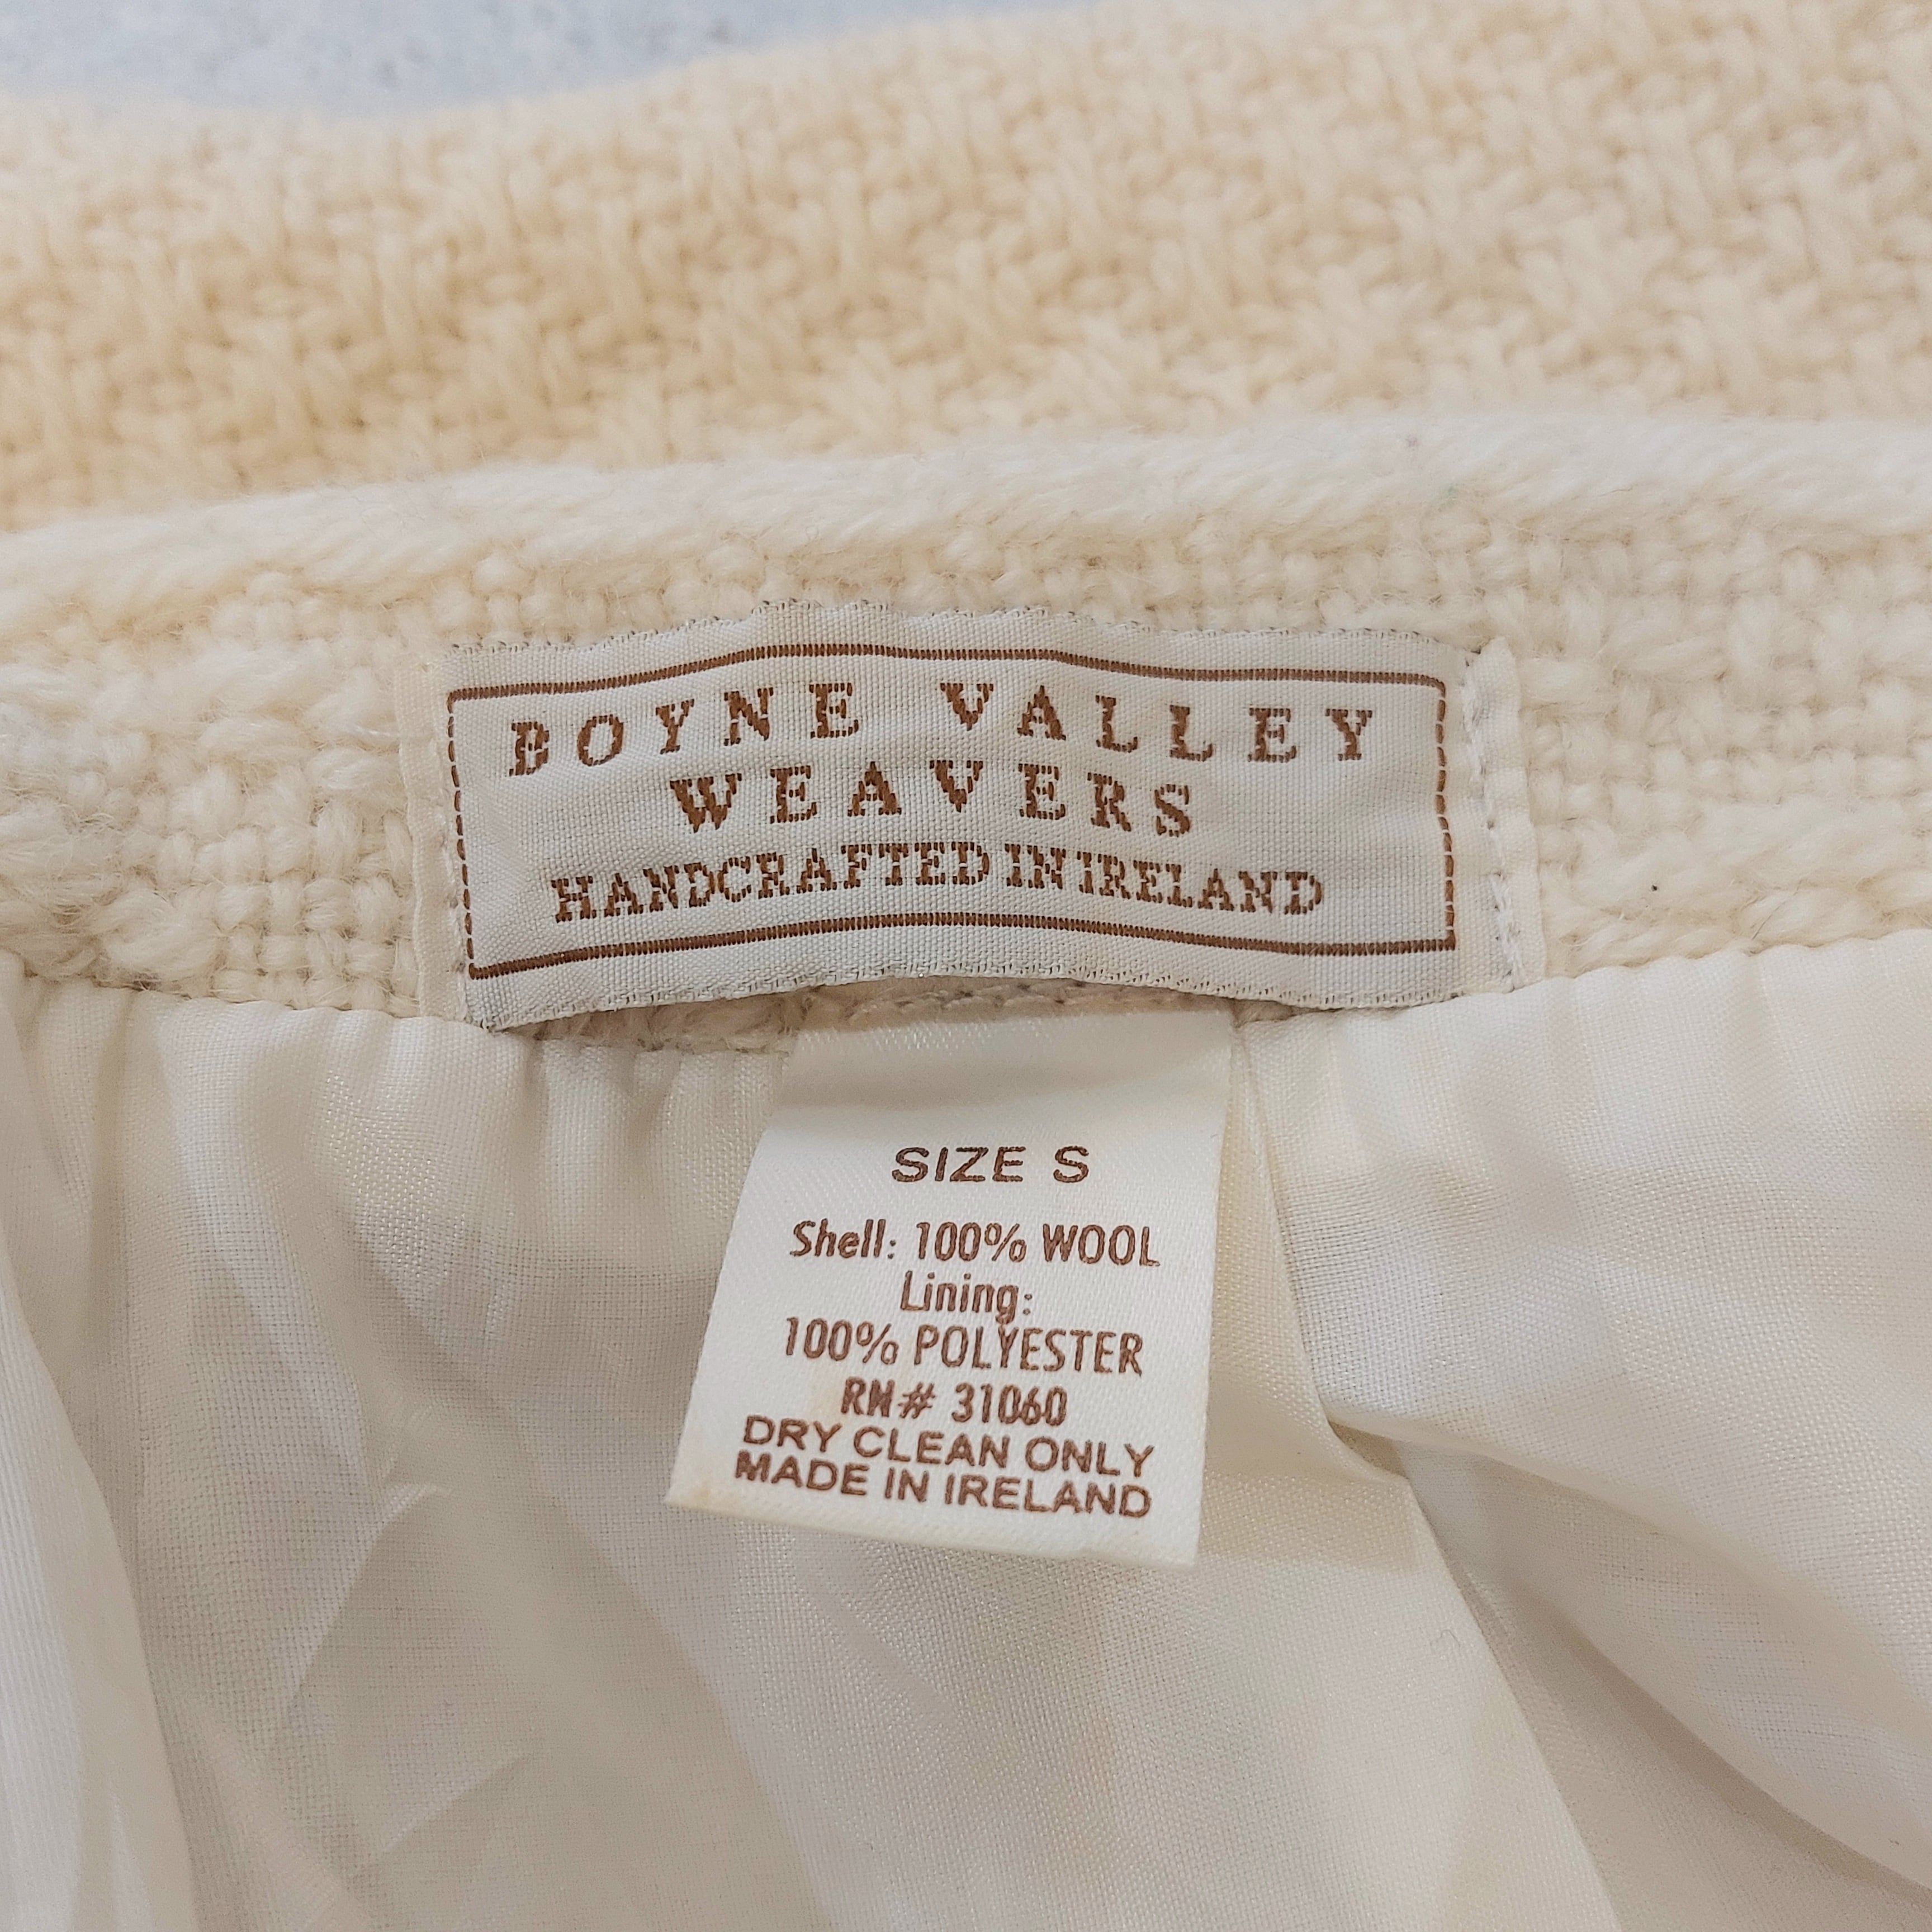 BOYNE VALLEY
WEAVERS
HANDCRAFTED IN IRELAND
SIZE S
Shell: 100% WOOL
Lining:
100% POLYESTER
RN# 31060
DRY CLEAN ONLY
MADE IN IRELAND